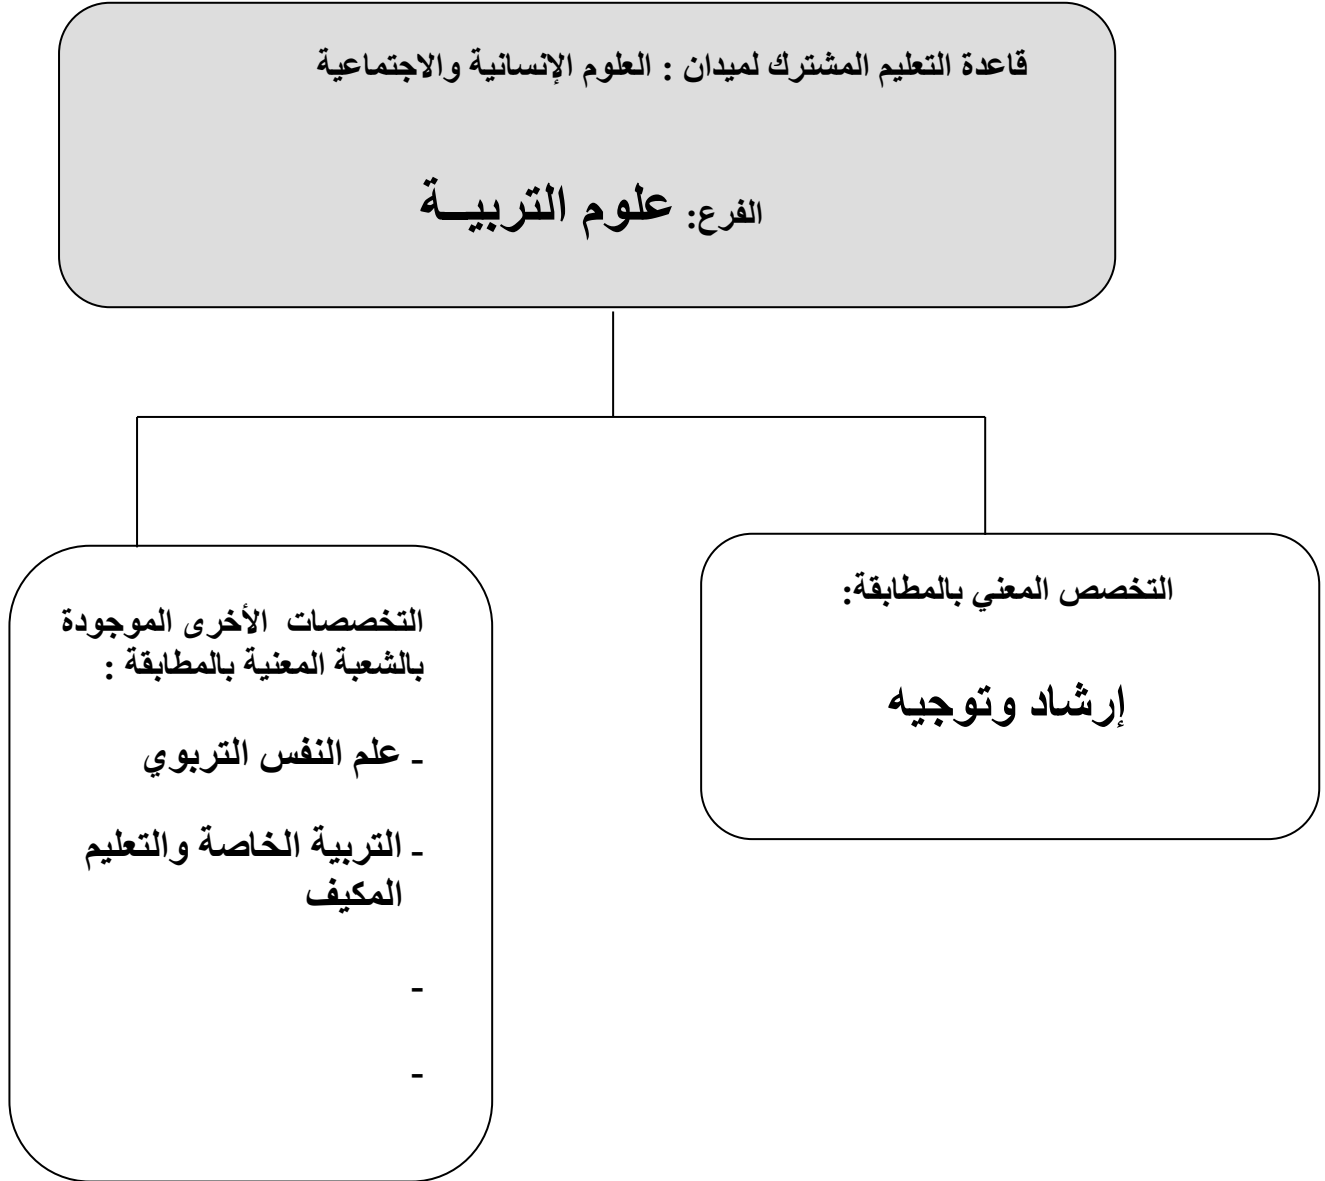 قاعدة التعليم المشترك لميدان : العلوم الإنسانية والاجتماعية
الفرع: علوم التربيــة
التخصص المعني بالمطابقة:
إرشاد وتوجيه
التخصصات الأخرى الموجودة
بالشعبة المعنية بالمطابقة :
- علم النفس التربوي
- التربية الخاصة والتعليم
المكيف
-
-